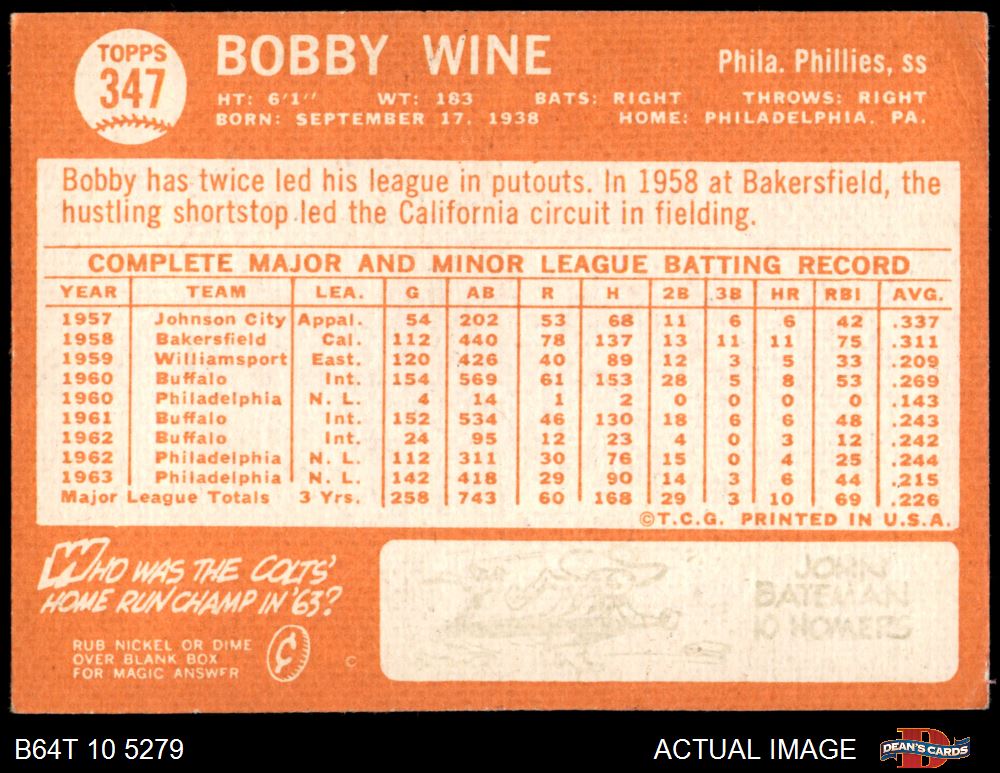 TOPPS
347
BOBBY WINE
Phila. Phillies, ss
HT: 6'1" WT: 183 BATS: RIGHT THROWS: RIGHT
BORN: SEPTEMBER 17, 1938 HOME: PHILADELPHIA, PA.
Bobby has twice led his league in putouts. In 1958 at Bakersfield, the
hustling shortstop led the California circuit in fielding.
COMPLETE MAJOR AND MINOR LEAGUE BATTING RECORD
YEAR TEAM LEA. G AB R H 2B 3B HR RBI AVG.
1957 Johnson City Appal. 54 202 53 68 11 6 6 42 .337
1958 Bakersfield Cal. 112 440 78 137 13 11 11 75 .311
1959 Williamsport East. 120 426 40 89 12 3 5 33 .209
1960 Buffalo Int. 154 569 61 153 28 5 8 53 .269
1960 Philadelphia N. L. 4 14 1 2 0 0 0 0 .143
1961 Buffalo Int. 152 534 46 130 18 6 6 48 .243
1962 Buffalo Int. 24 95 12 23 4 0 3 12 .242
1962 Philadelphia N. L. 112 311 30 76 15 0 4 25 .244
1963 Philadelphia N. L. 142 418 29 90 14 3 6 44 .215
Major League Totals 3 Yrs. 258 743 60 168 29 3 10 69 .226
©T.C.G. PRINTED IN U.S.A.
WHO WAS THE COLTS'
HOME RUN CHAMP IN '63?
RUB NICKEL OR DIME
OVER BLANK BOX
FOR MAGIC ANSWER
¢
C
JOHN
BATEMAN
10 HOMERS
B64T 10 5279
ACTUAL IMAGE
DEAN'S CARDS